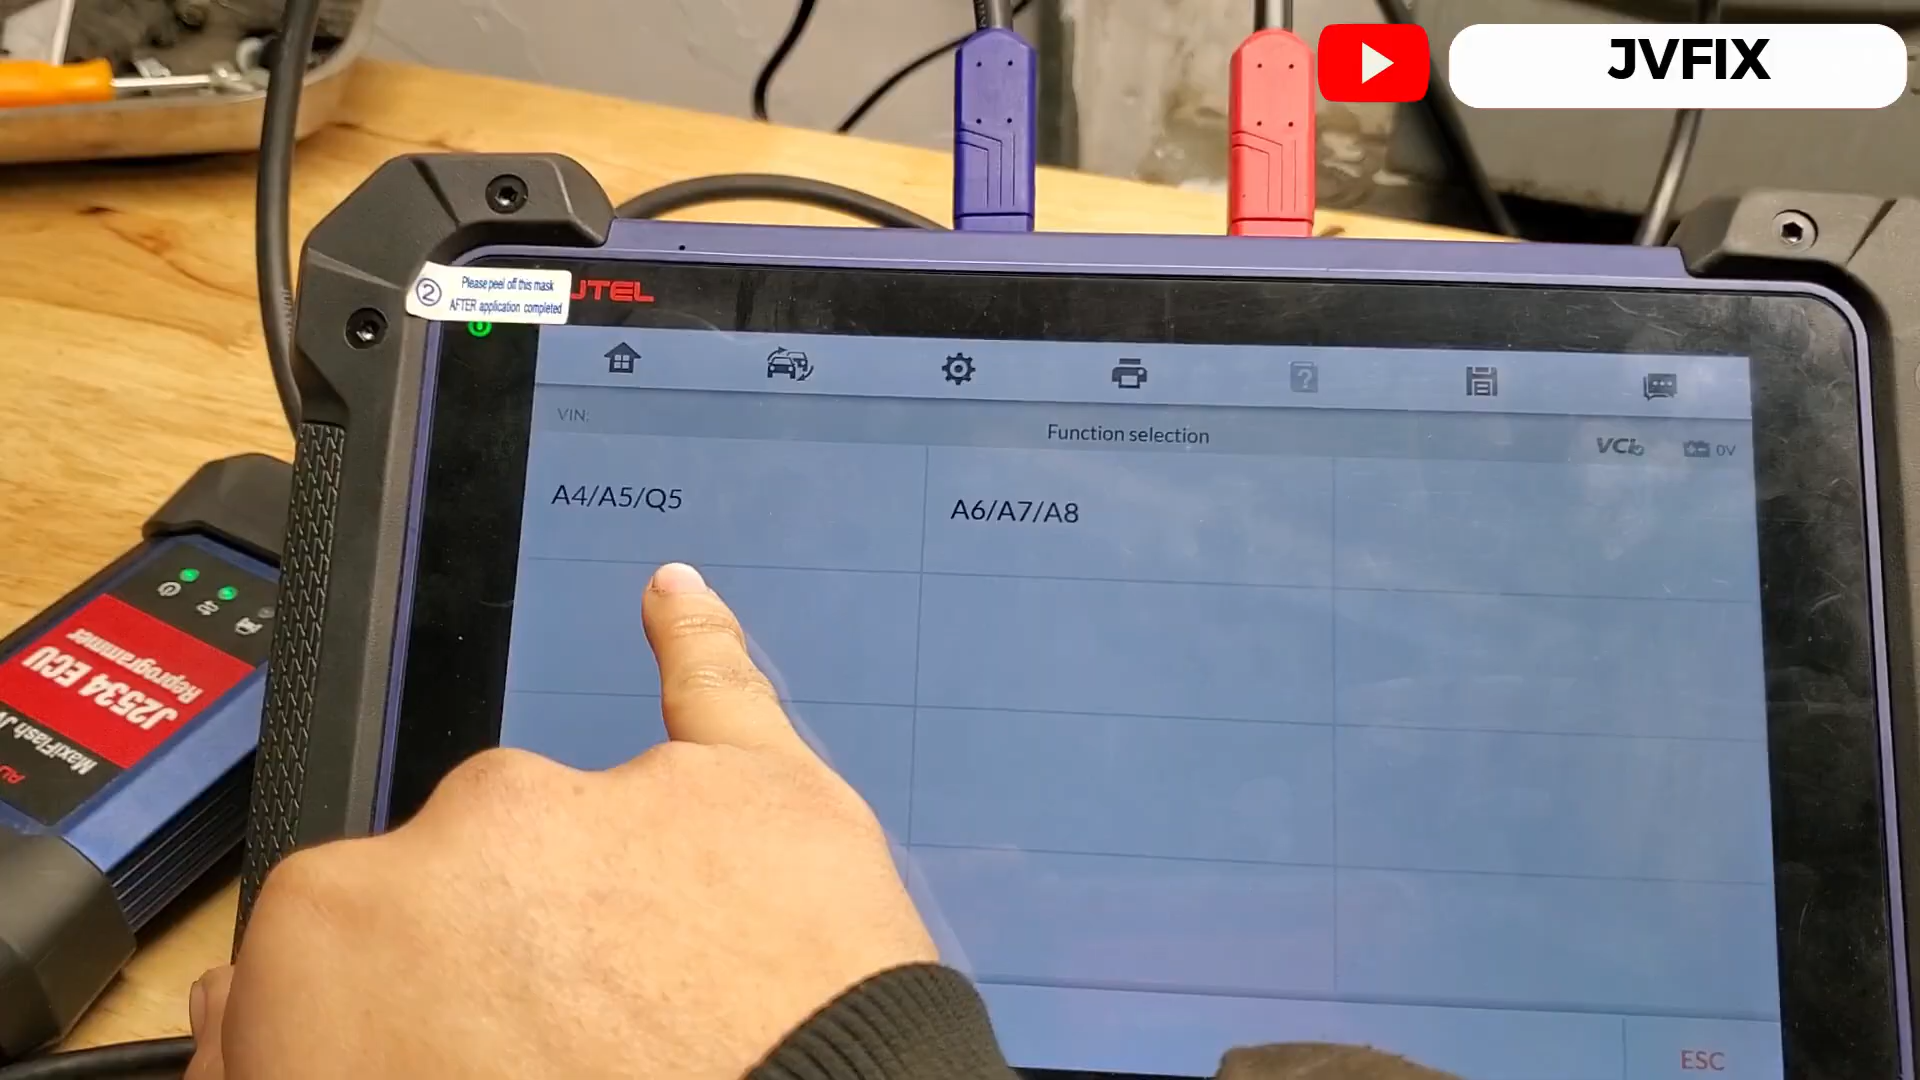 JVFIX
② Please peel off this mask
AFTER application completed
UTEL
VIN:
Function selection
VCI
0V
A4/A5/Q5
A6/A7/A8
ESC
J2534 ECU
Reprogrammer
MaxiFlash